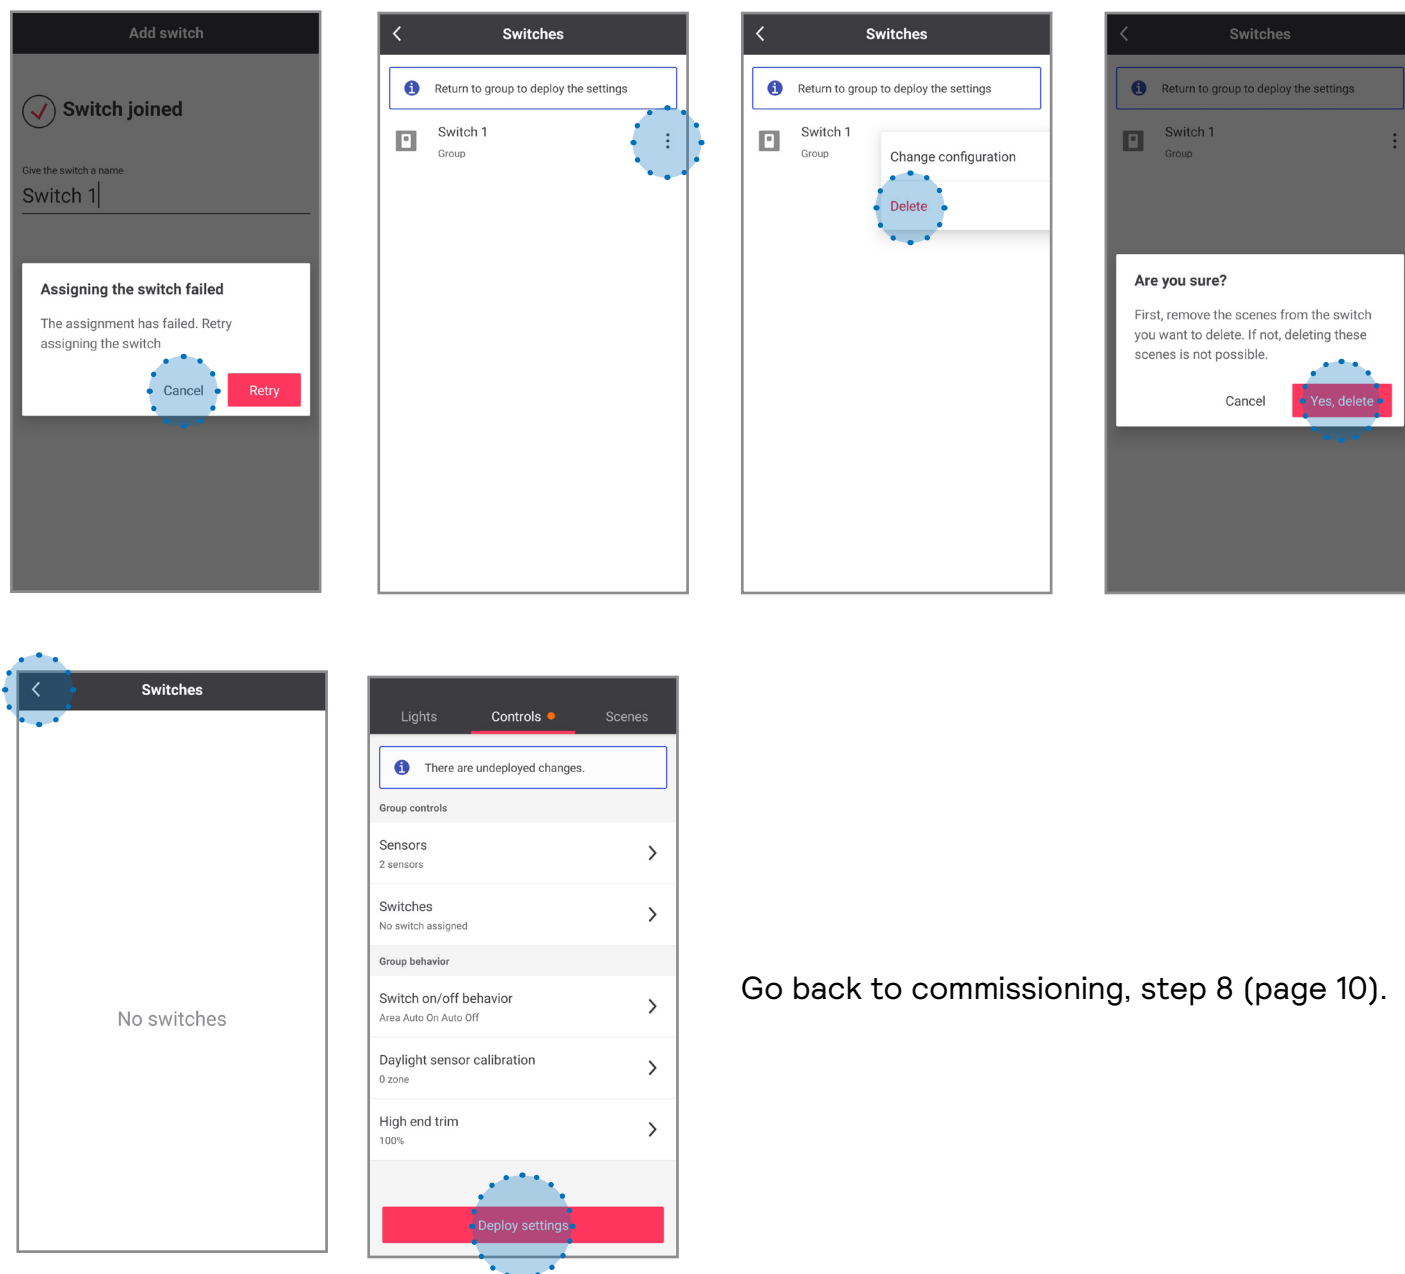 Add switch
Switch joined
Give the switch a name
Switch 1
Assigning the switch failed
The assignment has failed. Retry
assigning the switch
Cancel
Retry
Switches
Return to group to deploy the settings
Switch 1
Group
Switches
Return to group to deploy the settings
Switch 1
Group
Change configuration
Delete
Switches
Return to group to deploy the settings
Switch 1
Group
Are you sure?
First, remove the scenes from the switch
you want to delete. If not, deleting these
scenes is not possible.
Cancel
Yes, delete
Switches
No switches
Lights
Controls
Scenes
There are undeployed changes.
Group controls
Sensors
2 sensors
Switches
No switch assigned
Group behavior
Switch on/off behavior
Area Auto On Auto Off
Daylight sensor calibration
0 zone
High end trim
100%
Deploy settings
Go back to commissioning, step 8 (page 10).